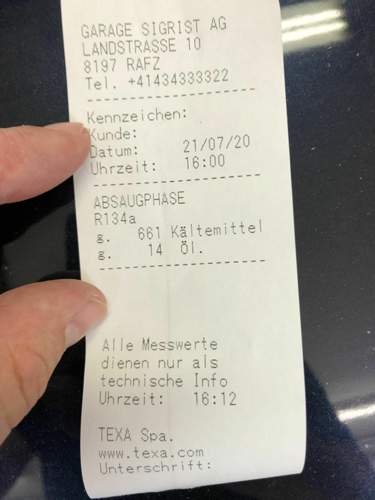 GARAGE SIGRIST AG
LANDSTRASSE 10
8197 RAFZ
Tel. +41434333322
Kennzeichen:
Kunde:
Datum: 21/07/20
Uhrzeit: 16:00
ABSAUGPHASE
R134a
g. 661 Kältemittel
g. 14 Öl.
Alle Messwerte
dienen nur als
technische Info
Uhrzeit: 16:12
TEXA Spa.
www.texa.com
Unterschrift: